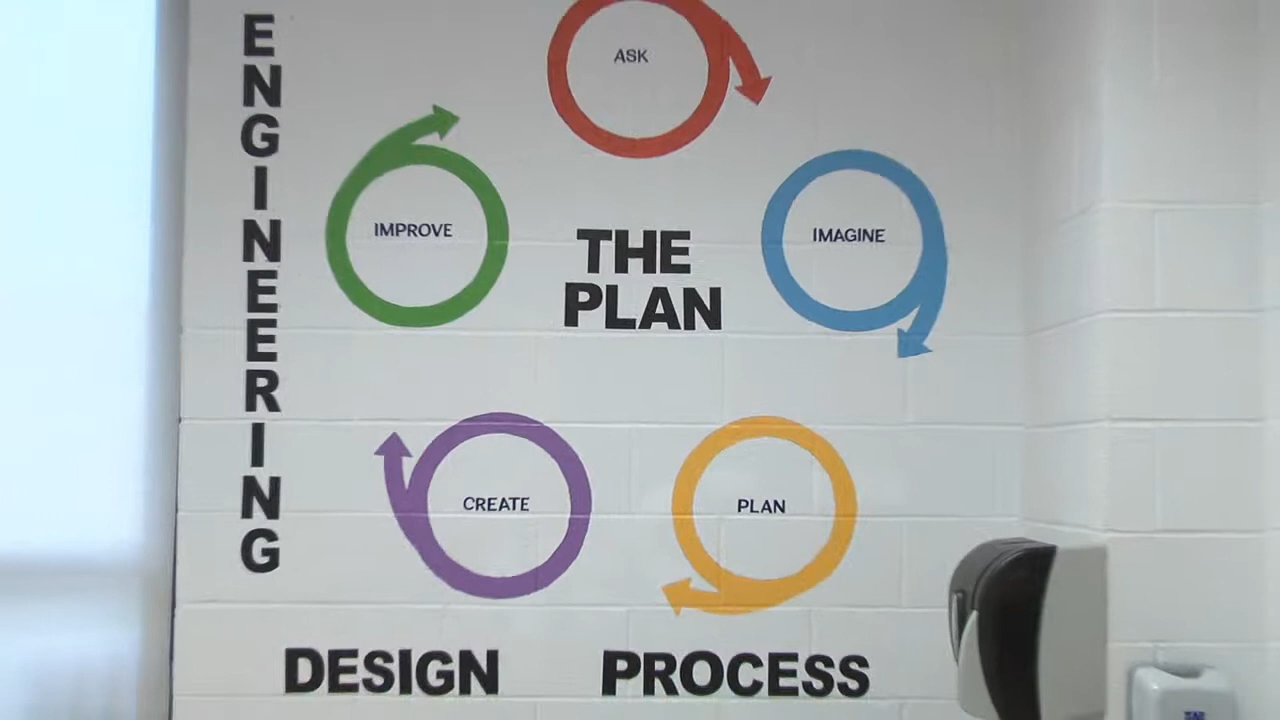 ENGINEERING
ASK
IMPROVE
IMAGINE
THE
PLAN
CREATE
PLAN
DESIGN PROCESS